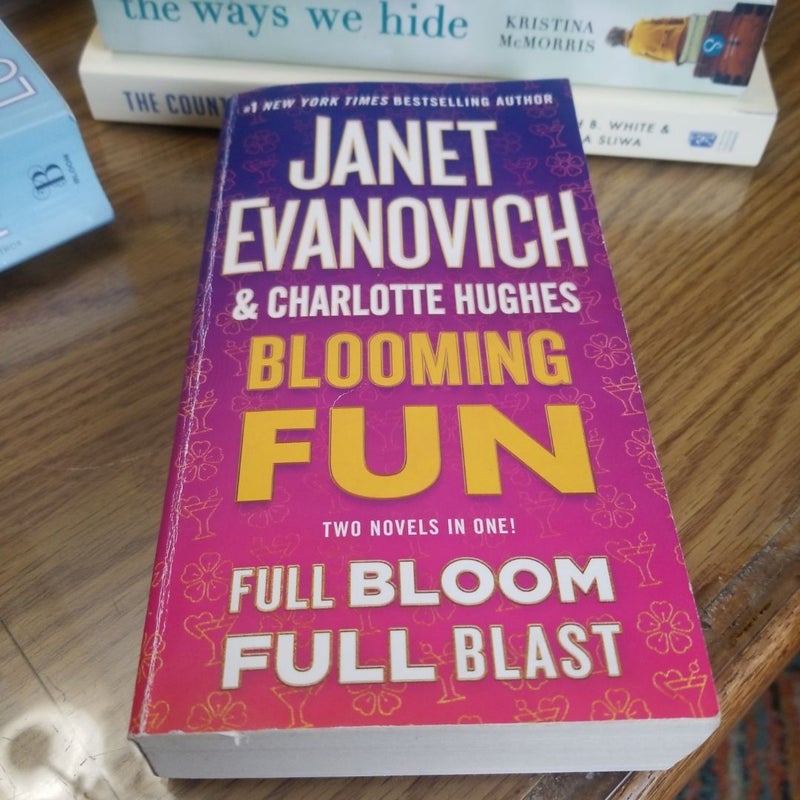 the ways we hide
KRISTINA
McMORRIS
THE COUNT
B. WHITE &
A SLIWA
B
BLOOM
#1 NEW YORK TIMES BESTSELLING AUTHOR
JANET
EVANOVICH
& CHARLOTTE HUGHES
BLOOMING
FUN
TWO NOVELS IN ONE!
FULL BLOOM
FULL BLAST